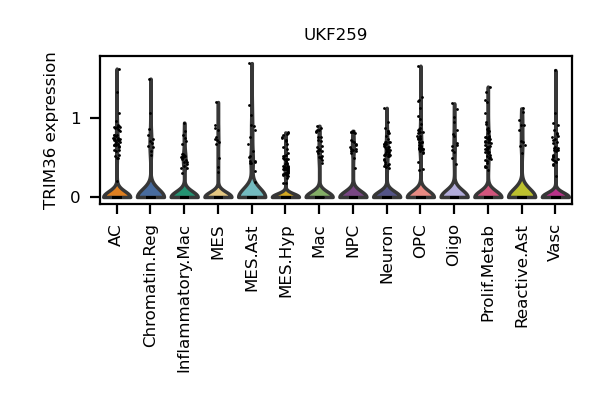 UKF259
TRIM36 expression
1
0
AC
Chromatin.Reg
Inflammatory.Mac
MES
MES.Ast
MES.Hyp
Mac
NPC
Neuron
OPC
Oligo
Prolif.Metab
Reactive.Ast
Vasc